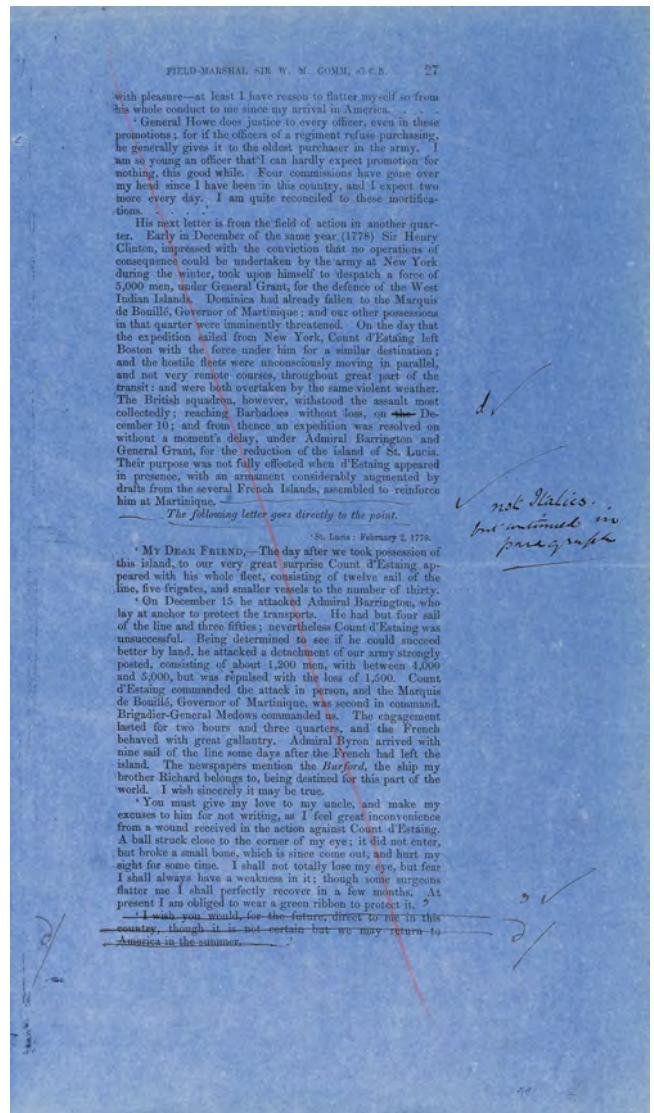 FIELD-MARSHAL SIR W. M. GOMM, G.C.B. 27
with pleasure—at least I have reason to flatter myself so from
his whole conduct to me since my arrival in America. . . .
‘ General Howe does justice to every officer, even in these
promotions ; for if the officers of a regiment refuse purchasing,
he generally gives it to the oldest purchaser in the army. I
am so young an officer that I can hardly expect promotion for
nothing, this good while. Four commissions have gone over
my head since I have been in this country, and I expect two
more every day. I am quite reconciled to these mortifica-
tions. . . . .’
His next letter is from the field of action in another quar-
ter. Early in December of the same year (1778) Sir Henry
Clinton, impressed with the conviction that no operations of
consequence could be undertaken by the army at New York
during the winter, took upon himself to despatch a force of
5,000 men, under General Grant, for the defence of the West
Indian Islands. Dominica had already fallen to the Marquis
de Bouillé, Governor of Martinique ; and our other possessions
in that quarter were imminently threatened. On the day that
the expedition sailed from New York, Count d’Estaing left
Boston with the force under him for a similar destination ;
and the hostile fleets were unconsciously moving in parallel,
and not very remote courses, throughout great part of the
transit : and were both overtaken by the same violent weather.
The British squadron, however, withstood the assault most
collectedly ; reaching Barbadoes without loss, on the De-
cember 10 ; and from thence an expedition was resolved on
without a moment’s delay, under Admiral Barrington and
General Grant, for the reduction of the island of St. Lucia.
Their purpose was not fully effected when d’Estaing appeared
in presence, with an armament considerably augmented by
drafts from the several French Islands, assembled to reinforce
him at Martinique.
not Italics.
but continued in
paragraph
The following letter goes directly to the point.
‘ St. Lucia : February 2, 1779.
‘ MY DEAR FRIEND,—The day after we took possession of
this island, to our very great surprise Count d’Estaing ap-
peared with his whole fleet, consisting of twelve sail of the
line, five frigates, and smaller vessels to the number of thirty.
‘ On December 15 he attacked Admiral Barrington, who
lay at anchor to protect the transports. He had but four sail
of the line and three fifties ; nevertheless Count d’Estaing was
unsuccessful. Being determined to see if he could succeed
better by land, he attacked a detachment of our army strongly
posted, consisting of about 1,200 men, with between 4,000
and 5,000, but was repulsed with the loss of 1,500. Count
d’Estaing commanded the attack in person, and the Marquis
de Bouillé, Governor of Martinique, was second in command.
Brigadier-General Medows commanded us. The engagement
lasted for two hours and three quarters, and the French
behaved with great gallantry. Admiral Byron arrived with
nine sail of the line some days after the French had left the
island. The newspapers mention the Burford, the ship my
brother Richard belongs to, being destined for this part of the
world. I wish sincerely it may be true.
‘ You must give my love to my uncle, and make my
excuses to him for not writing, as I feel great inconvenience
from a wound received in the action against Count d’Estaing.
A ball struck close to the corner of my eye ; it did not enter,
but broke a small bone, which is since come out, and hurt my
sight for some time. I shall not totally lose my eye, but fear
I shall always have a weakness in it ; though some surgeons
flatter me I shall perfectly recover in a few months. At
present I am obliged to wear a green ribbon to protect it.
‘ I wish you would, for the future, direct to me in this
country, though it is not certain but we may return to
America in the summer.